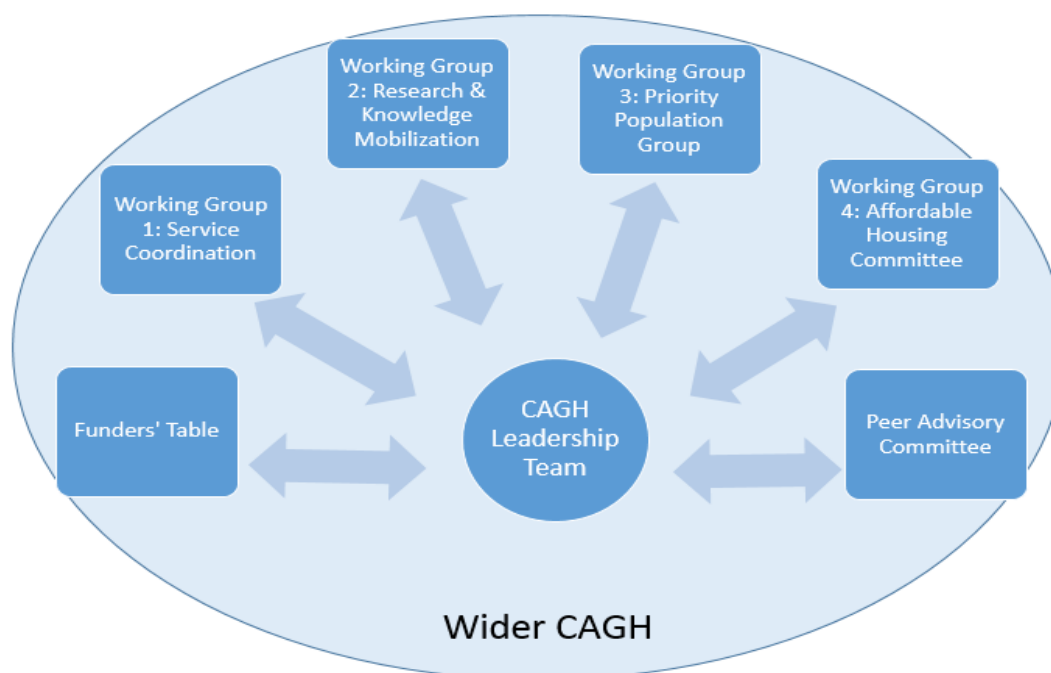 Working Group
2: Research &
Knowledge
Mobilization
Working Group
3: Priority
Population
Group
Working Group
1: Service
Coordination
Working Group
4: Affordable
Housing
Committee
Funders' Table
CAGH
Leadership
Team
Peer Advisory
Committee
Wider CAGH